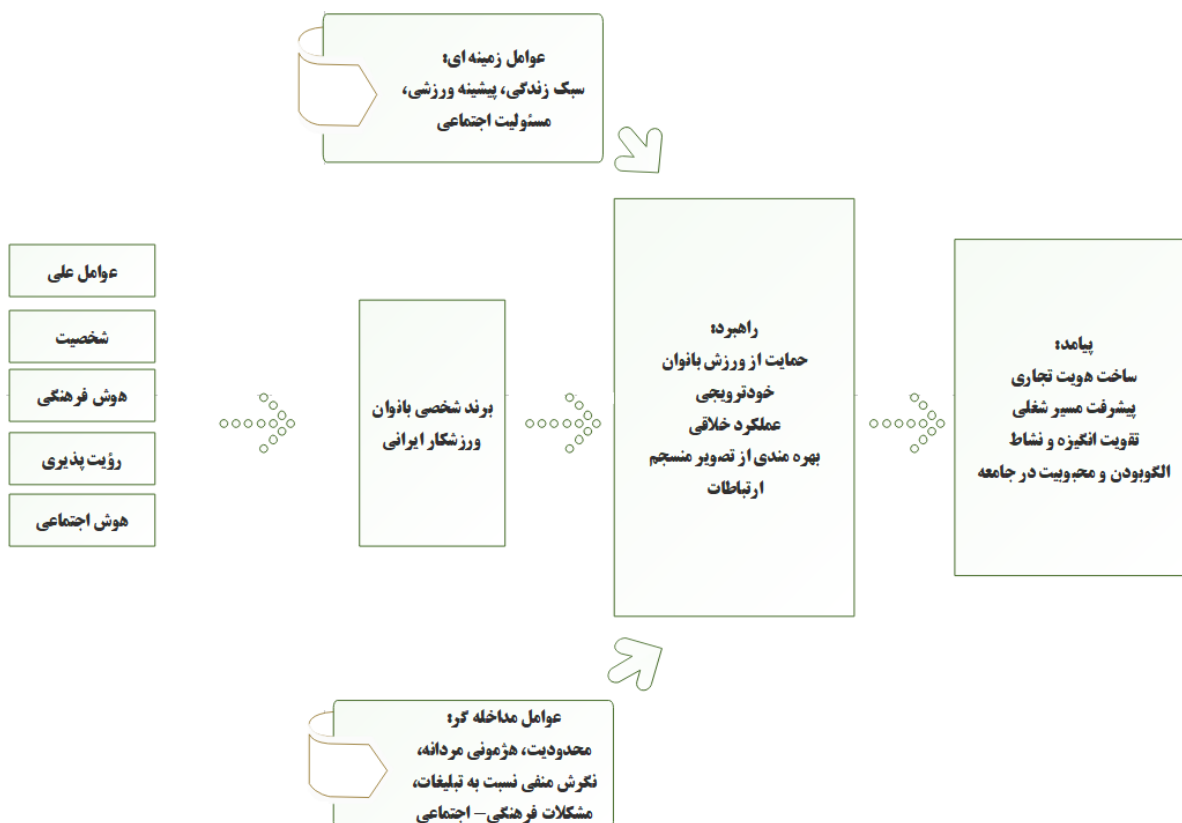 عوامل زمینه ای:
سبک زندگی، پیشینه ورزشی،
مسئولیت اجتماعی
عوامل علی
شخصیت
هوش فرهنگی
رؤیت پذیری
هوش اجتماعی
برند شخصی بانوان
ورزشکار ایرانی
راهبرد:
حمایت از ورزش بانوان
خودترویجی
عملکرد خلاقی
بهره مندی از تصویر منسجم
ارتباطات
پیامد:
ساخت هویت تجاری
پیشرفت مسیر شغلی
تقویت انگیزه و نشاط
الگوبودن و محبوبیت در جامعه
عوامل مداخله گر:
محدودیت، هژمونی مردانه،
نگرش منفی نسبت به تبلیغات،
مشکلات فرهنگی– اجتماعی